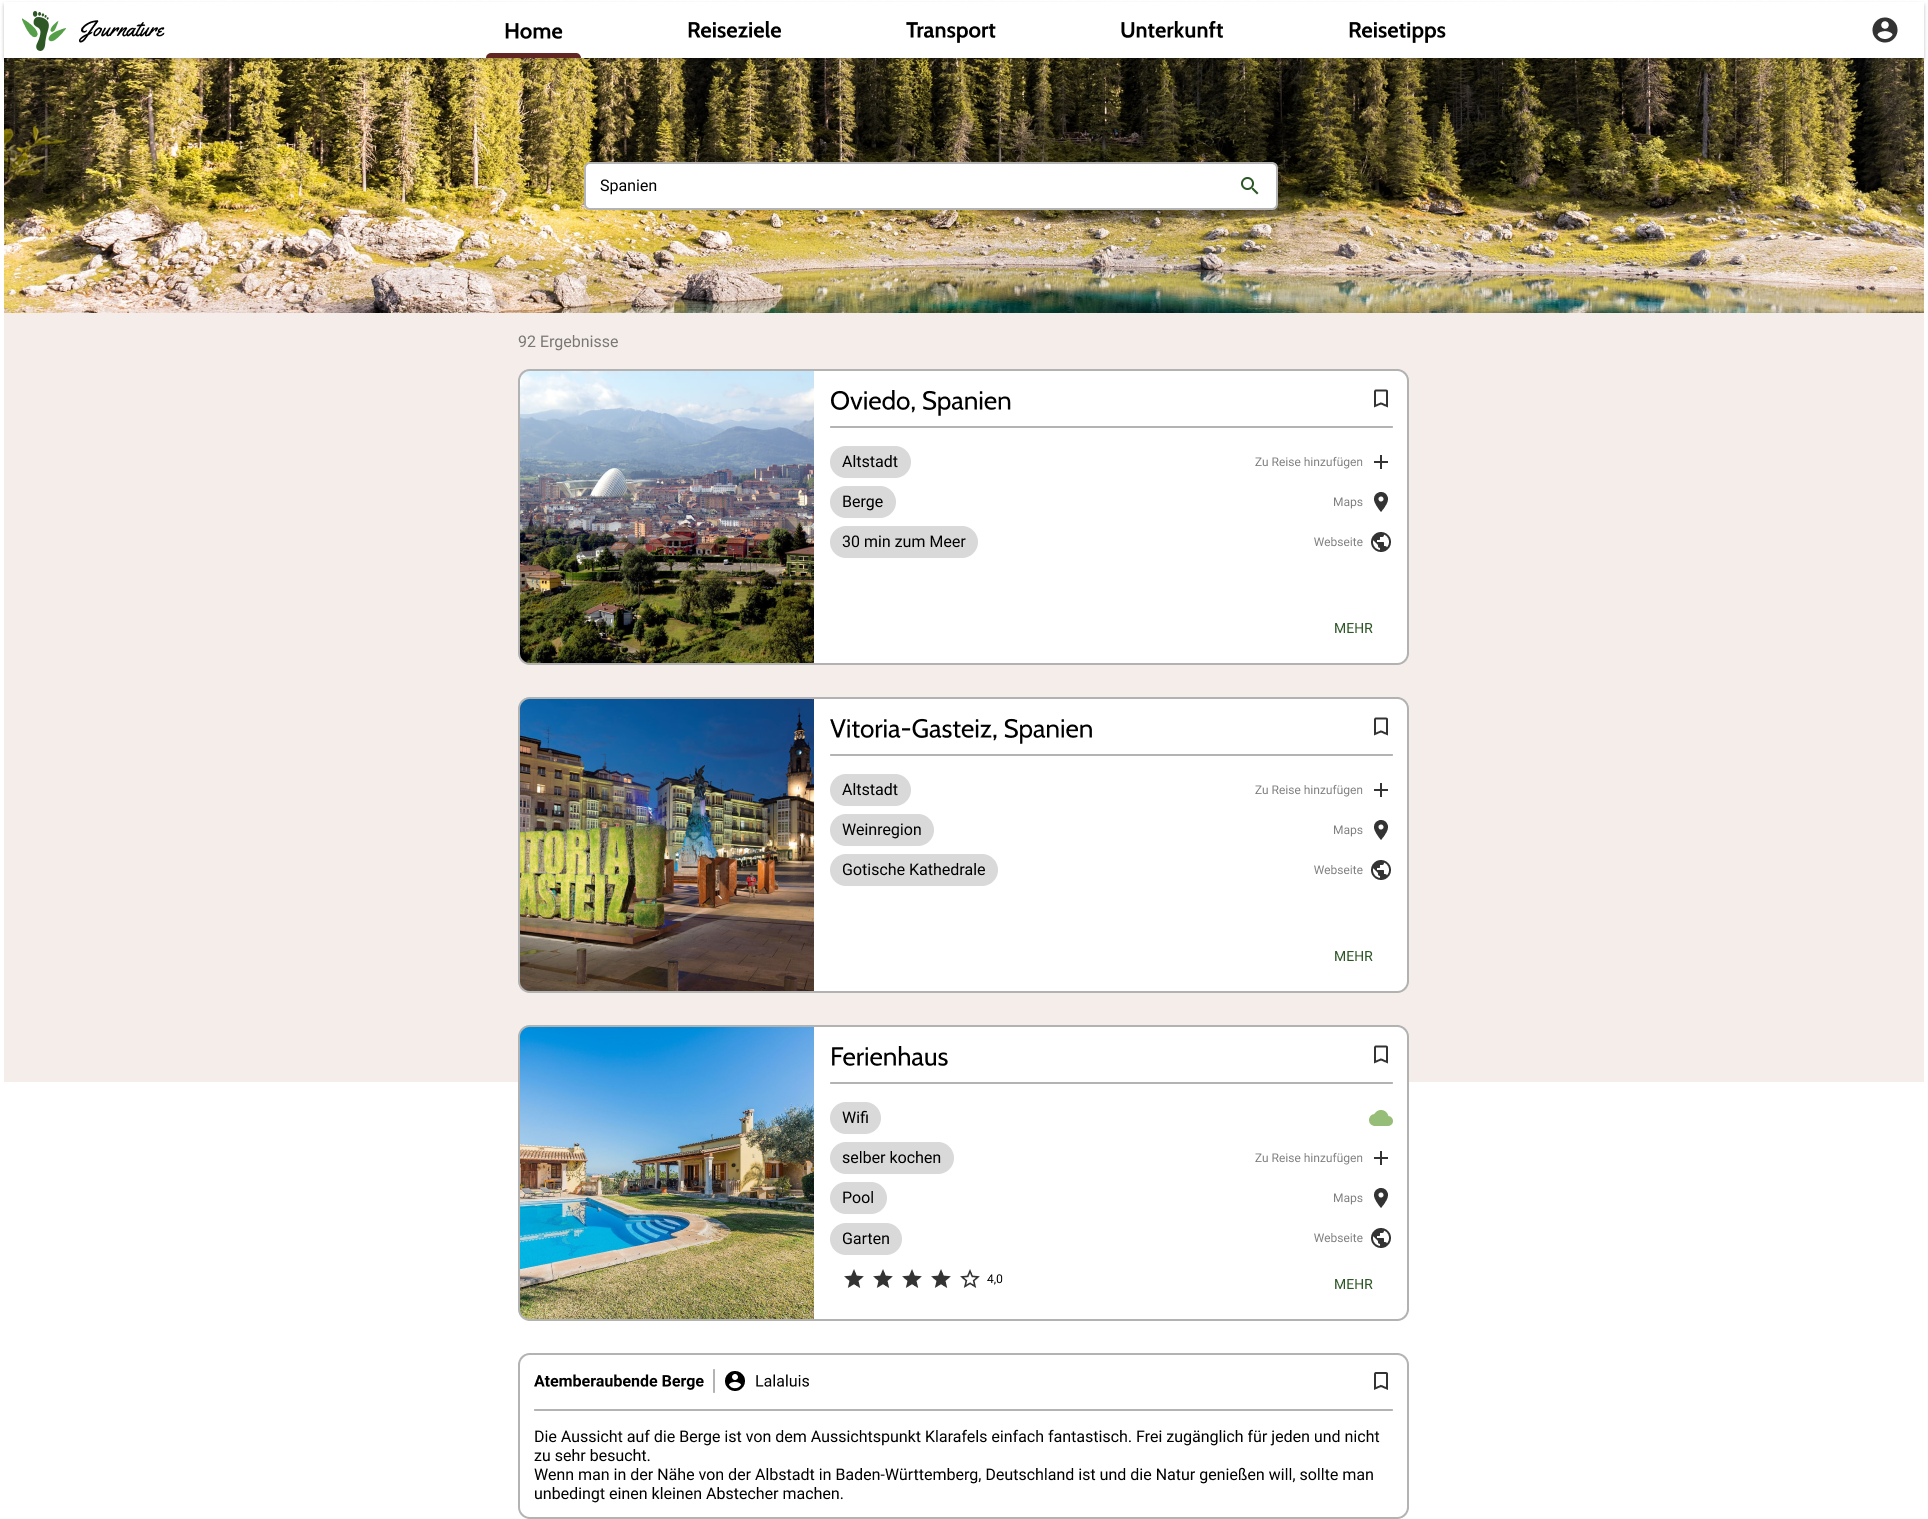 Journature
Home
Reiseziele
Transport
Unterkunft
Reisetipps
Spanien
92 Ergebnisse
Oviedo, Spanien
Altstadt
Zu Reise hinzufügen
Berge
Maps
30 min zum Meer
Webseite
MEHR
Vitoria-Gasteiz, Spanien
Altstadt
Zu Reise hinzufügen
Weinregion
Maps
Gotische Kathedrale
Webseite
MEHR
TORIA
ASTEIZ!
Ferienhaus
Wifi
selber kochen
Zu Reise hinzufügen
Pool
Maps
Garten
Webseite
4,0
MEHR
Atemberaubende Berge
Lalaluis
Die Aussicht auf die Berge ist von dem Aussichtspunkt Klarafels einfach fantastisch. Frei zugänglich für jeden und nicht
zu sehr besucht.
Wenn man in der Nähe von der Albstadt in Baden-Württemberg, Deutschland ist und die Natur genießen will, sollte man
unbedingt einen kleinen Abstecher machen.